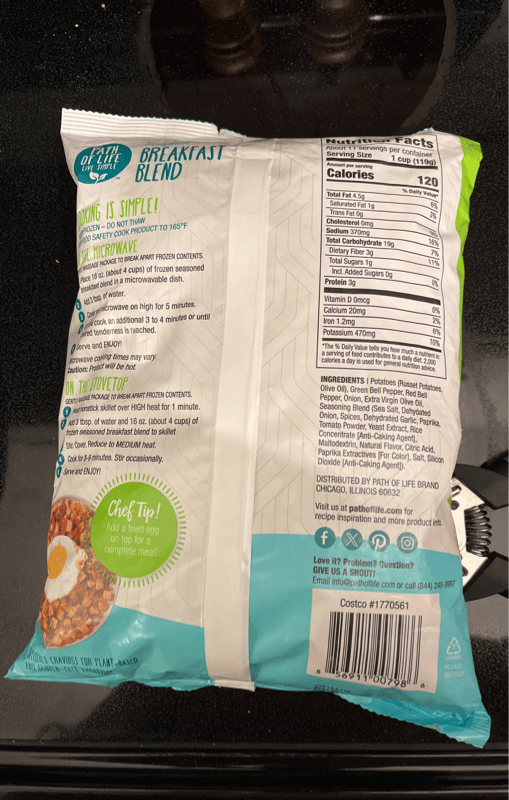 PATH
OF LIFE
LIVE SIMPLE
BREAKFAST
BLEND
IS SIMPLE!
FROZEN – DO NOT THAW
SAFETY COOK PRODUCT TO 165°F
MICROWAVE
MASSAGE PACKAGE TO BREAK APART FROZEN CONTENTS.
Place 16 oz. (about 4 cups) of frozen seasoned
breakfast blend in a microwavable dish.
Add 1 tbsp. of water.
microwave on high for 5 minutes.
cook an additional 3 to 4 minutes or until
tenderness is reached.
Serve and ENJOY!
Microwave cooking times may vary.
Caution: Product will be hot.
ON THE STOVETOP
GENTLY MASSAGE PACKAGE TO BREAK APART FROZEN CONTENTS.
nonstick skillet over HIGH heat for 1 minute.
Add 3 tbsp. of water and 16 oz. (about 4 cups) of
frozen seasoned breakfast blend to skillet
Stir. Cover. Reduce to MEDIUM heat.
Cook for 8-9 minutes. Stir occasionally.
Serve and ENJOY!
Chef Tip!
Add a fried egg
on top for a
complete meal!
CRAVINGS FOR PLANT-BASED
AND GLUTEN-FREE
Nutrition Facts
About 11 servings per container
Serving Size 1 cup (119g)
Amount per serving
Calories 120
% Daily Value*
Total Fat 4.5g 6%
Saturated Fat 1g 3%
Trans Fat 0g
Cholesterol 0mg
Sodium 370mg 16%
Total Carbohydrate 19g 7%
Dietary Fiber 3g 11%
Total Sugars 1g
Incl. Added Sugars 0g 0%
Protein 3g
Vitamin D 0mcg 0%
Calcium 20mg 2%
Iron 1.2mg 6%
Potassium 470mg 10%
*The % Daily Value tells you how much a nutrient in
a serving of food contributes to a daily diet. 2,000
calories a day is used for general nutrition advice.
INGREDIENTS | Potatoes (Russet Potatoes,
Olive Oil), Green Bell Pepper, Red Bell
Pepper, Onion, Extra Virgin Olive Oil,
Seasoning Blend (Sea Salt, Dehydrated
Onion, Spices, Dehydrated Garlic, Paprika,
Tomato Powder, Yeast Extract, Rice
Concentrate [Anti-Caking Agent],
Maltodextrin, Natural Flavor, Citric Acid,
Paprika Extractives [For Color], Salt, Silicon
Dioxide [Anti-Caking Agent]).
DISTRIBUTED BY PATH OF LIFE BRAND
CHICAGO, ILLINOIS 60632
Visit us at pathoflife.com for
recipe inspiration and more product info.
Love it? Problem? Question?
GIVE US A SHOUT!
Email info@pathoflife.com or call (844) 248-9997
Costco #1770561
8 56911 00798 6